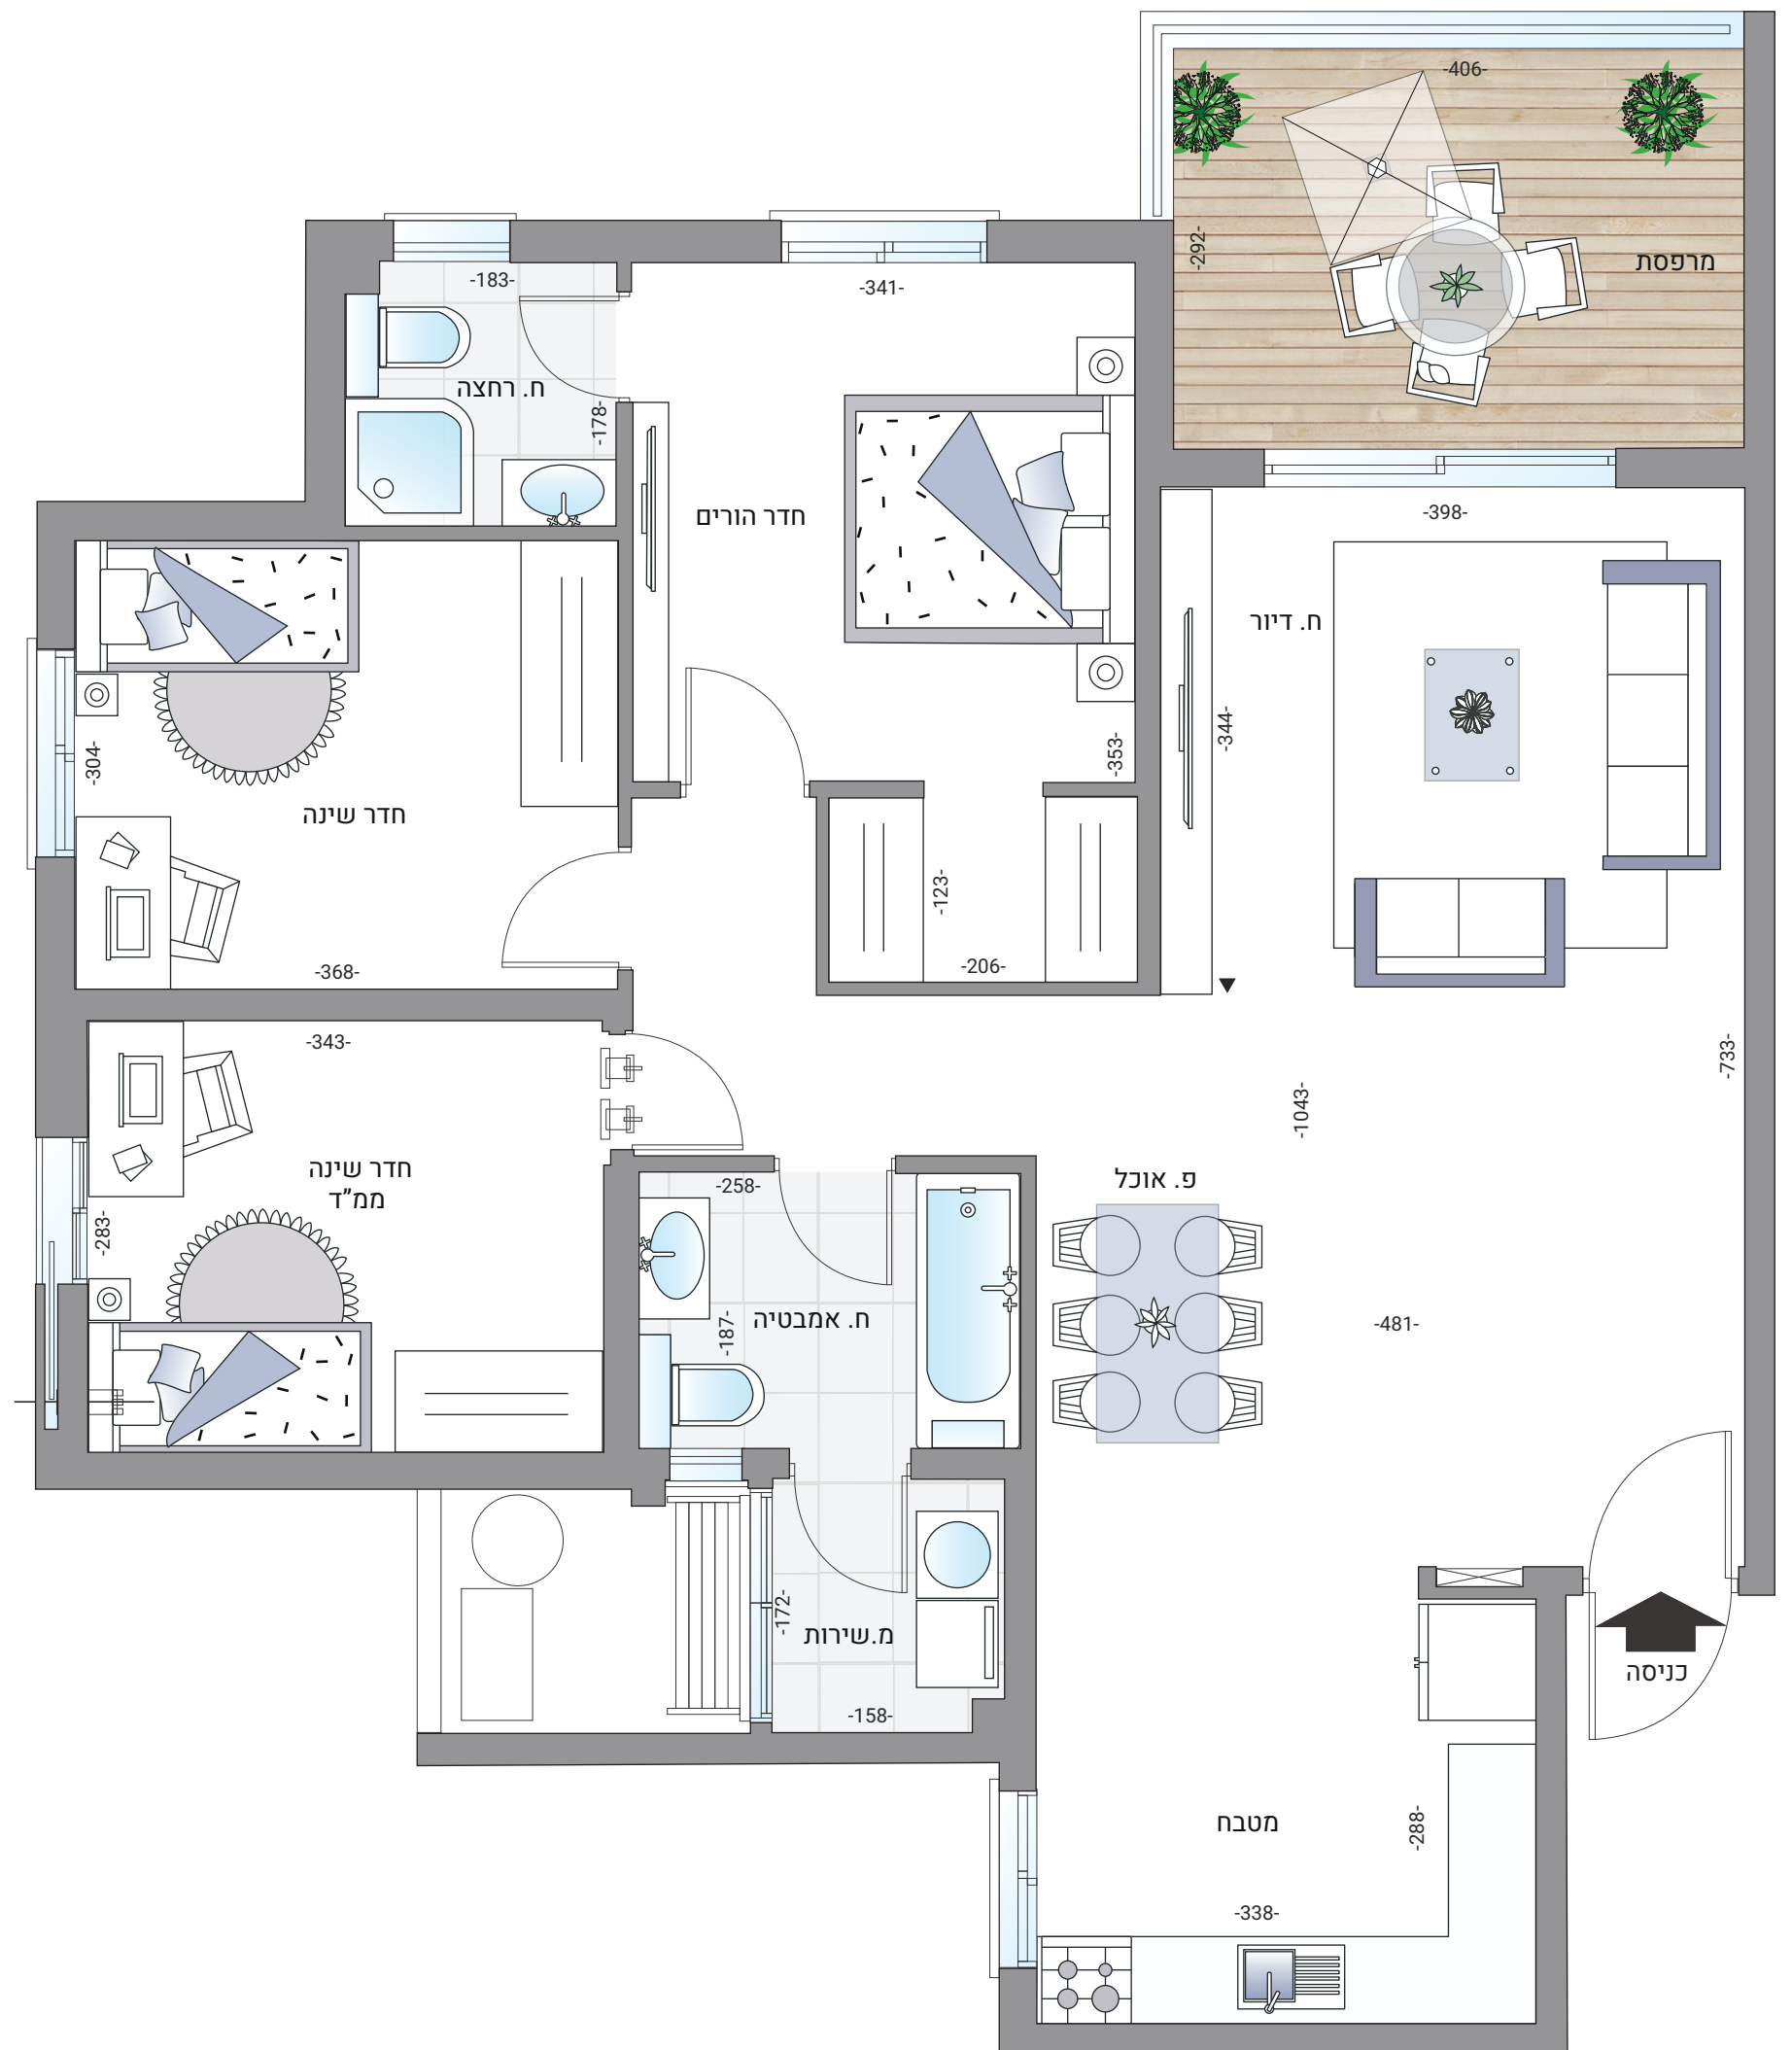 -406-
מרפסת
-292-
-183-
-341-
ח. רחצה
-178-
חדר הורים
-398-
ח. דיור
-344-
-353-
-304-
חדר שינה
-123-
-206-
-368-
-343-
-733-
-1043-
חדר שינה
ממ״ד
-283-
-258-
פ. אוכל
ח. אמבטיה
-187-
-481-
-172-
מ.שירות
-158-
כניסה
מטבח
-288-
-338-